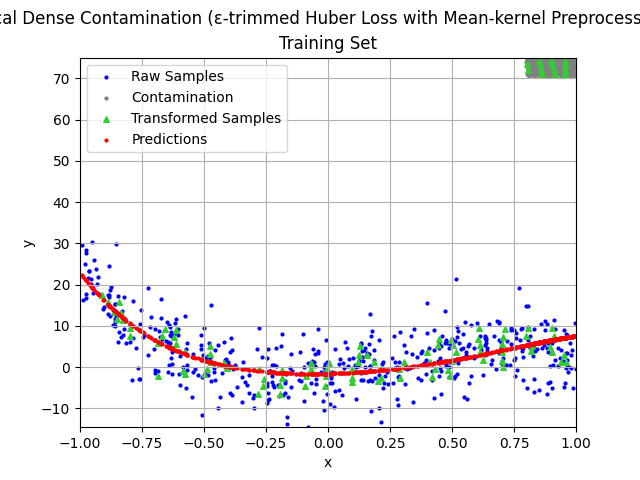 cal Dense Contamination (ε-trimmed Huber Loss with Mean-kernel Preprocess
Training Set
Raw Samples
Contamination
Transformed Samples
Predictions
70
60
50
40
30
20
10
0
−10
y
−1.00 −0.75 −0.50 −0.25 0.00 0.25 0.50 0.75 1.00
x